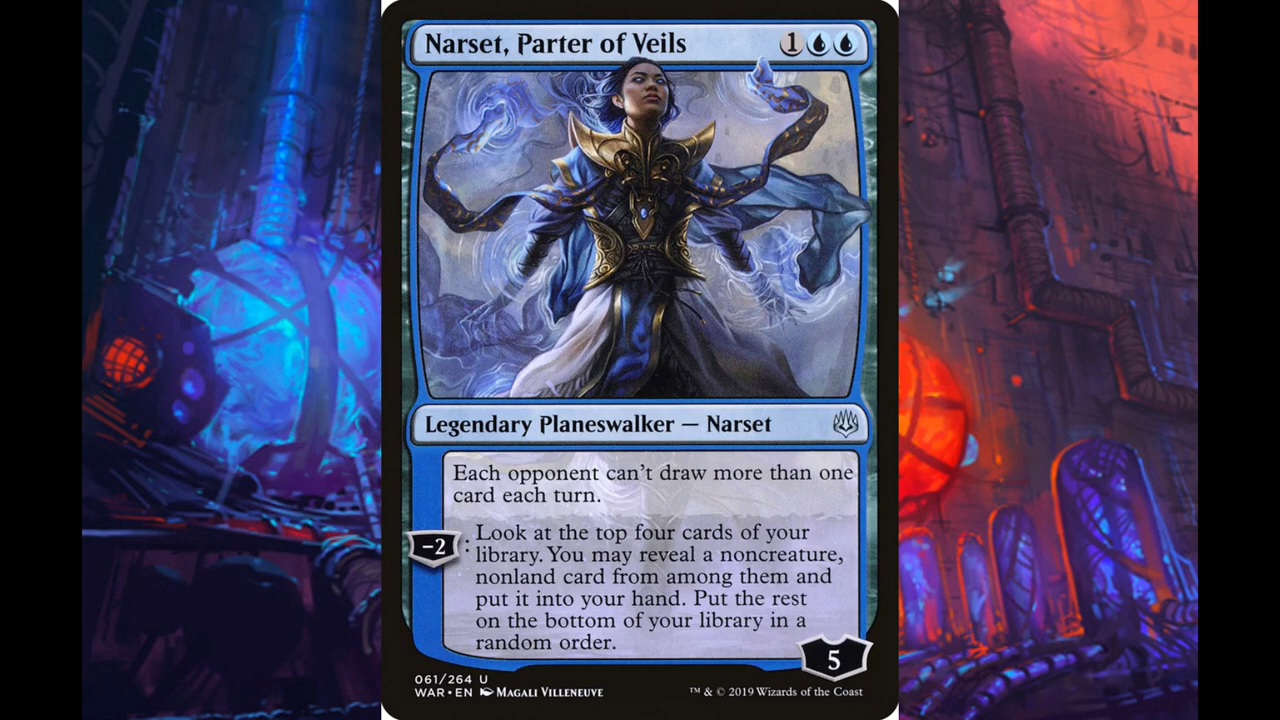 Narset, Parter of Veils 1
Legendary Planeswalker — Narset
Each opponent can't draw more than one
card each turn.
-2: Look at the top four cards of your
library. You may reveal a noncreature,
nonland card from among them and
put it into your hand. Put the rest
on the bottom of your library in a
random order.
5
061/264 U
WAR • EN Magali Villeneuve ™ & © 2019 Wizards of the Coast